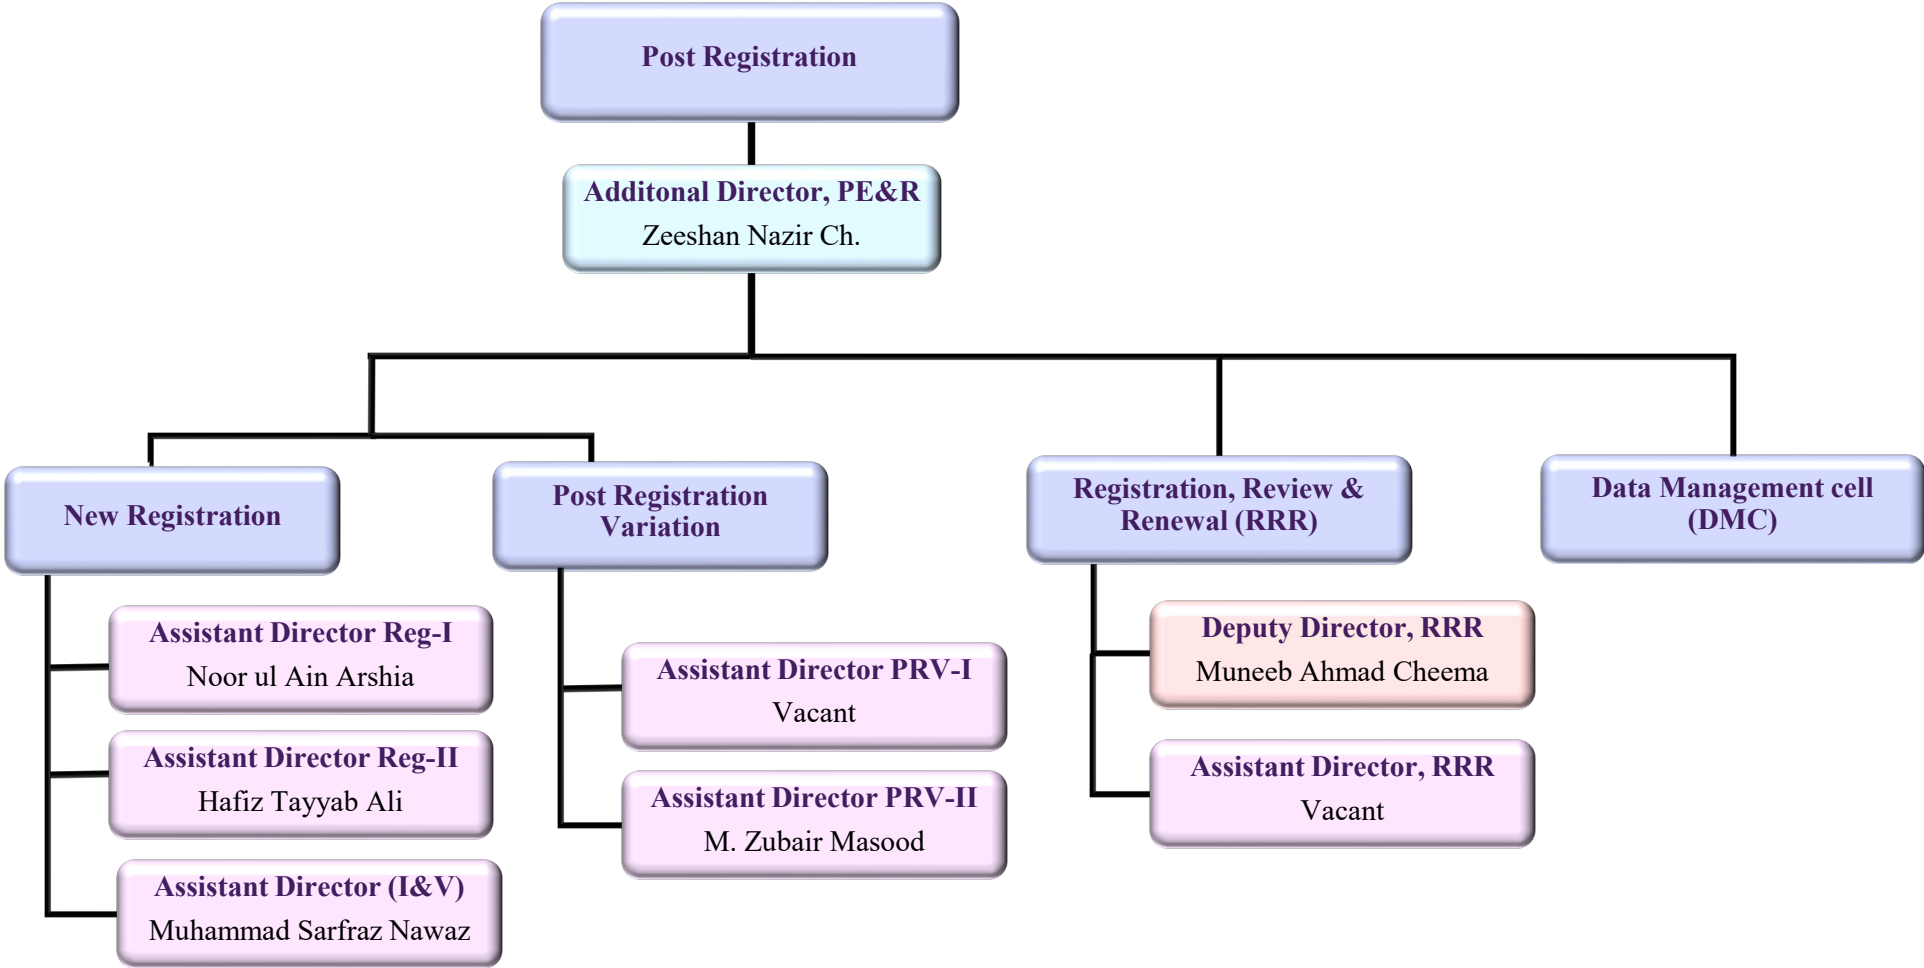 Post Registration
Additonal Director, PE&R
Zeeshan Nazir Ch.
New Registration
Assistant Director Reg-I
Noor ul Ain Arshia
Assistant Director Reg-II
Hafiz Tayyab Ali
Assistant Director (I&V)
Muhammad Sarfraz Nawaz
Post Registration
Variation
Assistant Director PRV-I
Vacant
Assistant Director PRV-II
M. Zubair Masood
Registration, Review &
Renewal (RRR)
Deputy Director, RRR
Muneeb Ahmad Cheema
Assistant Director, RRR
Vacant
Data Management cell
(DMC)